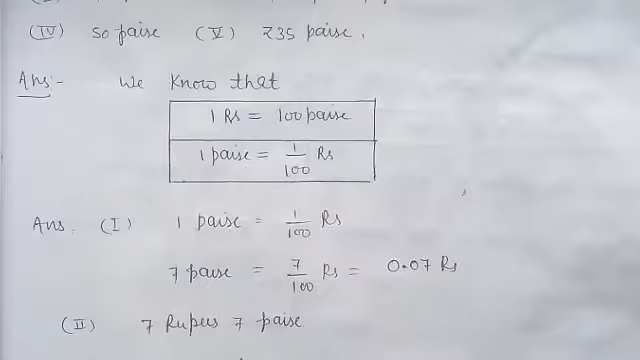 (IV) 50 paise (V) 235 paise.
Ans:- We know that
1 Rs = 100 paise
1 paise = 1/100 Rs
Ans. (I) 1 paise = 1/100 Rs
7 paise = 7/100 Rs = 0.07 Rs
(II) 7 Rupees 7 paise